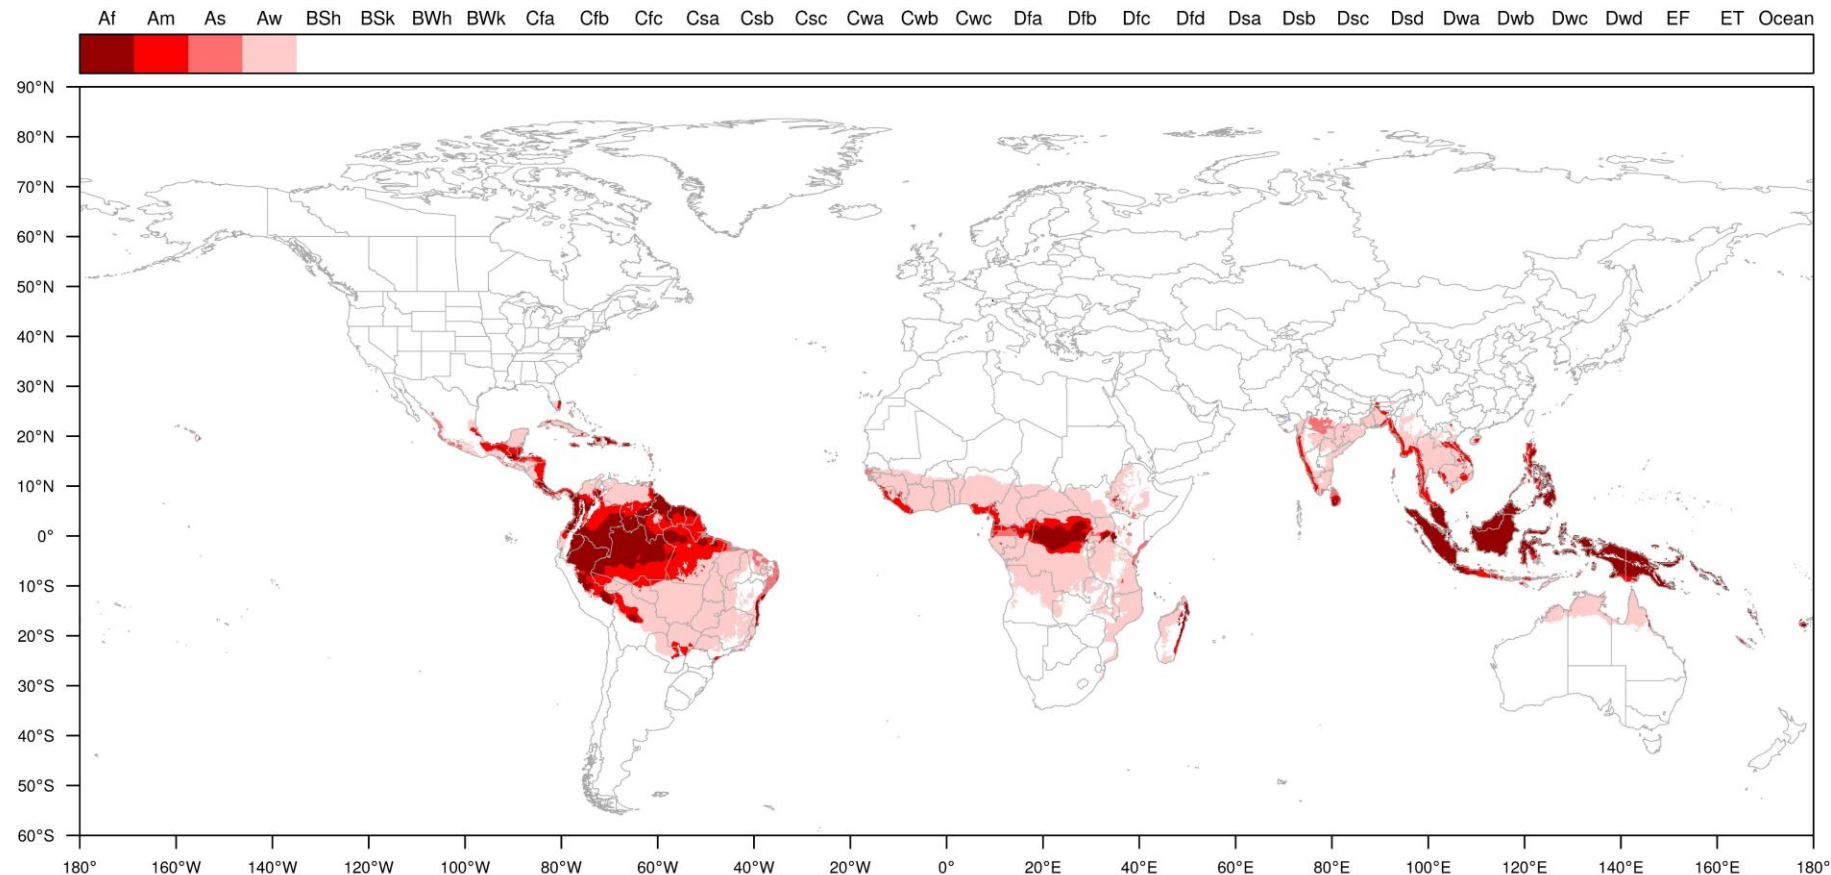 Af Am As Aw BSh BSk BWh BWk Cfa Cfb Cfc Csa Csb Csc Cwa Cwb Cwc Dfa Dfb Dfc Dfd Dsa Dsb Dsc Dsd Dwa Dwb Dwc Dwd EF ET Ocean
90°N
80°N
70°N
60°N
50°N
40°N
30°N
20°N
10°N
0°
10°S
20°S
30°S
40°S
50°S
60°S
180° 160°W 140°W 120°W 100°W 80°W 60°W 40°W 20°W 0° 20°E 40°E 60°E 80°E 100°E 120°E 140°E 160°E 180°